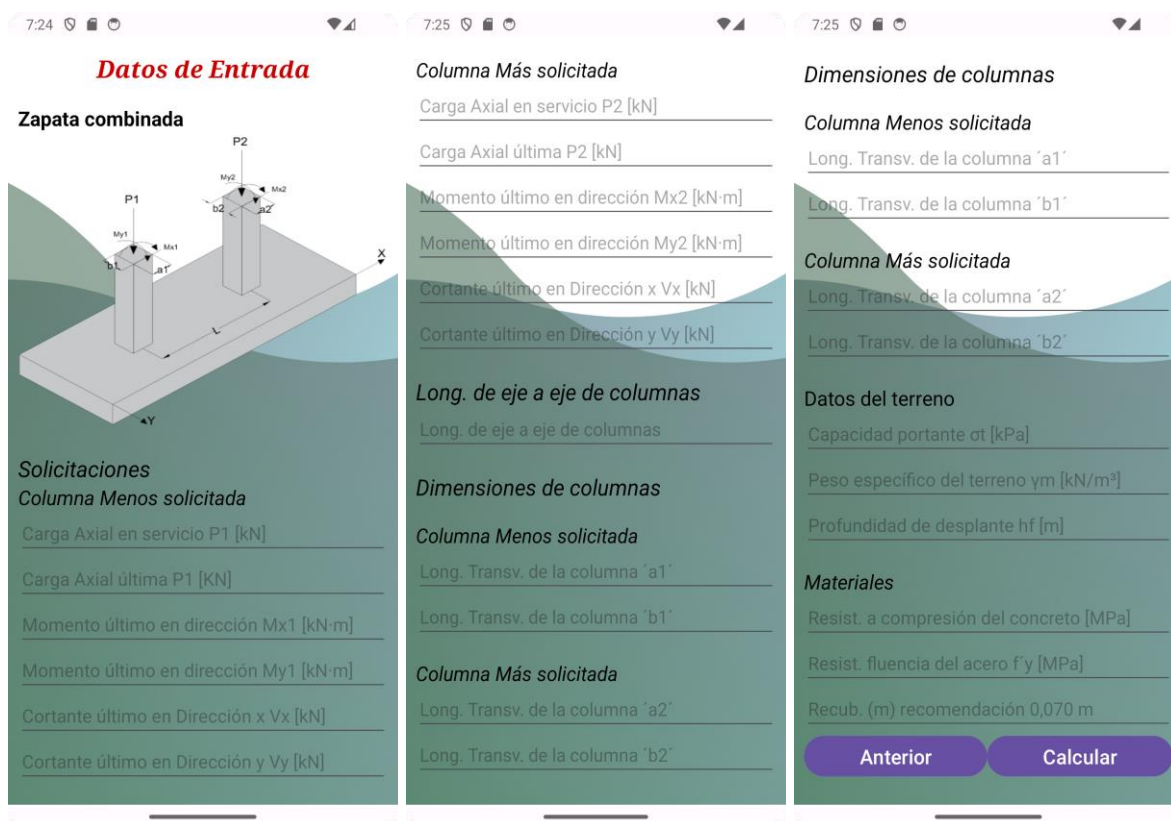 7:24
Datos de Entrada
Zapata combinada
P2
My2
Mx2
b2
a2
P1
My1
Mx1
b1
a1
X
L
Y
Solicitaciones
Columna Menos solicitada
Carga Axial en servicio P1 [kN]
Carga Axial última P1 [KN]
Momento último en dirección Mx1 [kN·m]
Momento último en dirección My1 [kN·m]
Cortante último en Dirección x Vx [kN]
Cortante último en Dirección y Vy [kN]
7:25
Columna Más solicitada
Carga Axial en servicio P2 [kN]
Carga Axial última P2 [kN]
Momento último en dirección Mx2 [kN·m]
Momento último en dirección My2 [kN·m]
Cortante último en Dirección x Vx [kN]
Cortante último en Dirección y Vy [kN]
Long. de eje a eje de columnas
Long. de eje a eje de columnas
Dimensiones de columnas
Columna Menos solicitada
Long. Transv. de la columna ´a1´
Long. Transv. de la columna ´b1´
Columna Más solicitada
Long. Transv. de la columna ´a2´
Long. Transv. de la columna ´b2´
7:25
Dimensiones de columnas
Columna Menos solicitada
Long. Transv. de la columna ´a1´
Long. Transv. de la columna ´b1´
Columna Más solicitada
Long. Transv. de la columna ´a2´
Long. Transv. de la columna ´b2´
Datos del terreno
Capacidad portante σt [kPa]
Peso específico del terreno γm [kN/m³]
Profundidad de desplante hf [m]
Materiales
Resist. a compresión del concreto [MPa]
Resist. fluencia del acero f´y [MPa]
Recub. (m) recomendación 0,070 m
Anterior
Calcular